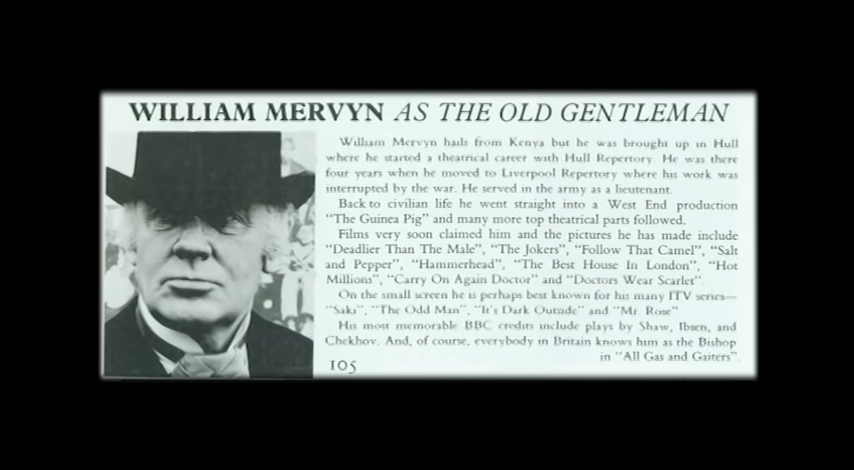 WILLIAM MERVYN AS THE OLD GENTLEMAN
William Mervyn hails from Kenya but he was brought up in Hull
where he started a theatrical career with Hull Repertory. He was there
four years when he moved to Liverpool Repertory where his work was
interrupted by the war. He served in the army as a lieutenant.
Back to civilian life he went straight into a West End production
"The Guinea Pig" and many more top theatrical parts followed.
Films very soon claimed him and the pictures he has made include
"Deadlier Than The Male", "The Jokers", "Follow That Camel", "Salt
and Pepper", "Hammerhead", "The Best House In London", "Hot
Millions", "Carry On Again Doctor" and "Doctors Wear Scarlet".
On the small screen he is perhaps best known for his many ITV series—
"Saki", "The Odd Man", "It's Dark Outside" and "Mr. Rose"
His most memorable BBC credits include plays by Shaw, Ibsen, and
Chekhov. And, of course, everybody in Britain knows him as the Bishop
in "All Gas and Gaiters".
105